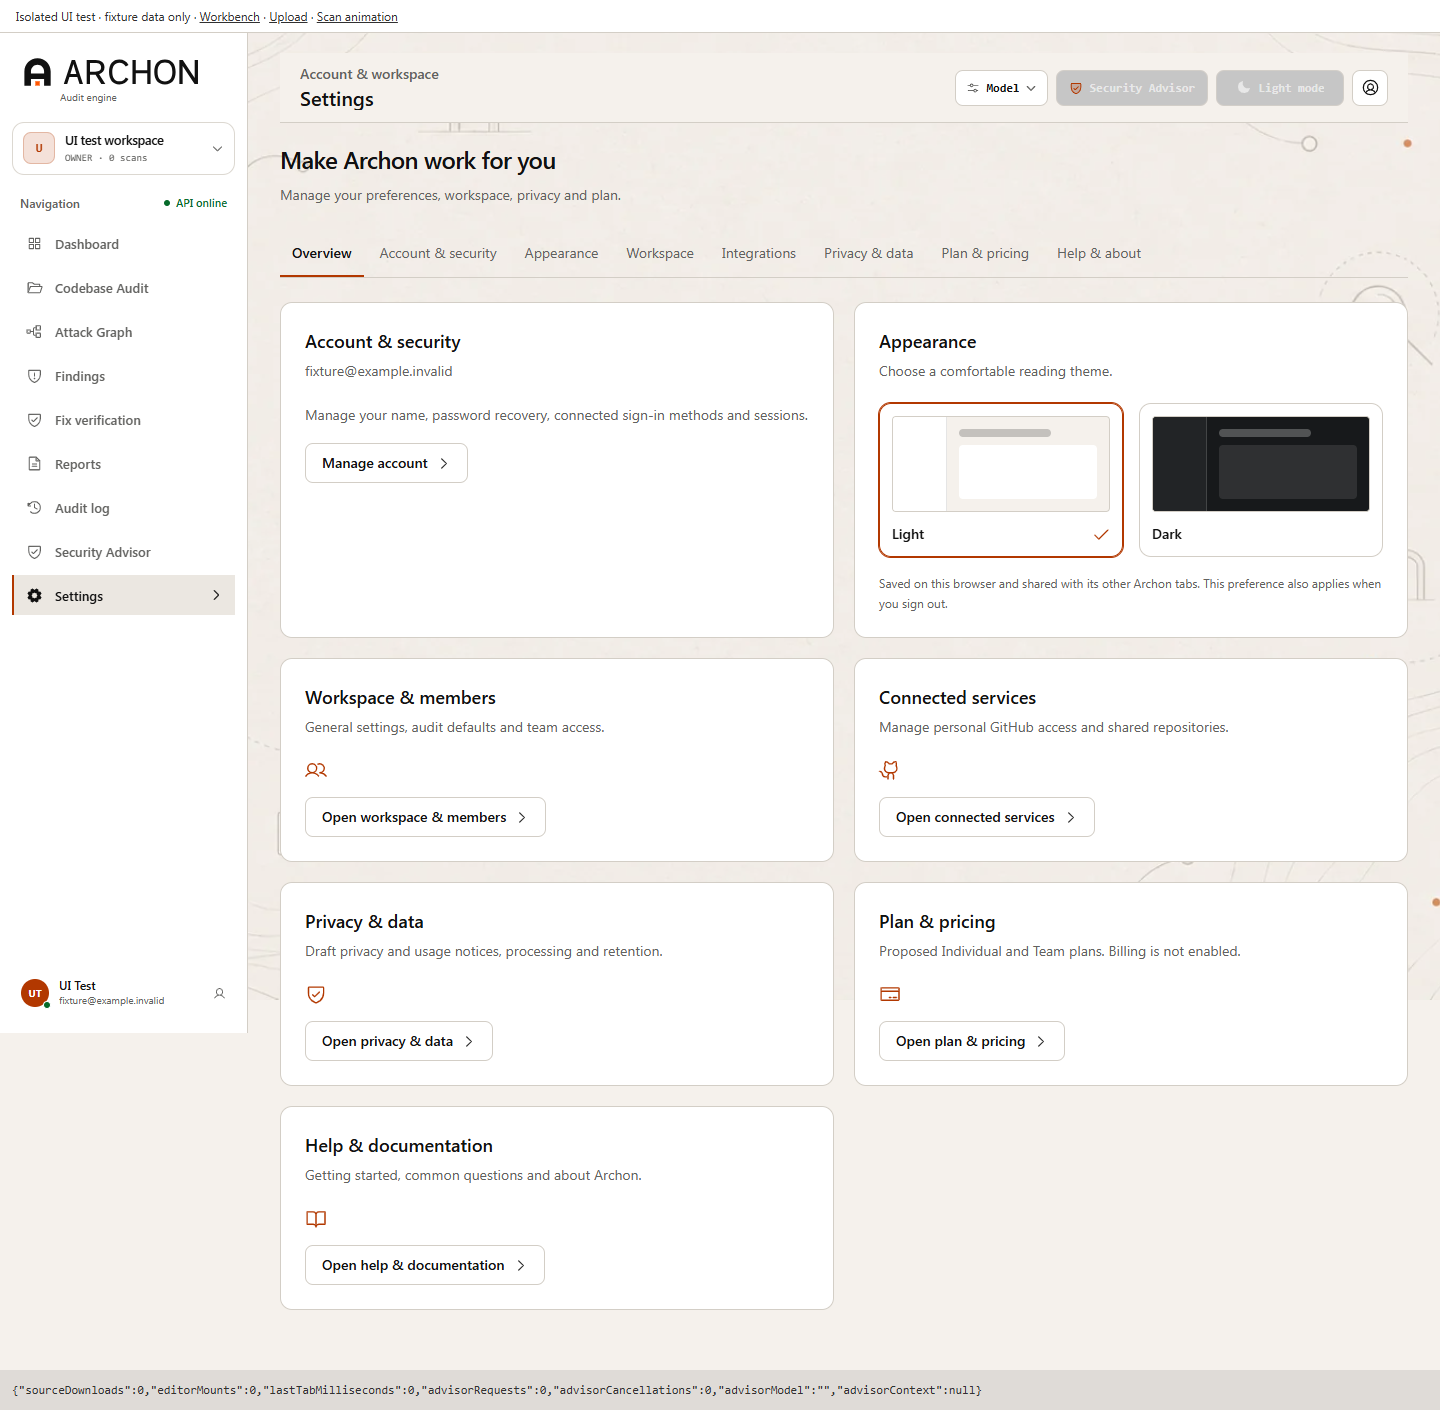 Isolated UI test · fixture data only · Workbench · Upload · Scan animation
ARCHON
Audit engine
U
UI test workspace
OWNER · 0 scans
Navigation
API online
Dashboard
Codebase Audit
Attack Graph
Findings
Fix verification
Reports
Audit log
Security Advisor
Settings
UT
UI Test
fixture@example.invalid
Account & workspace
Settings
Model
Security Advisor
Light mode
Make Archon work for you
Manage your preferences, workspace, privacy and plan.
Overview
Account & security
Appearance
Workspace
Integrations
Privacy & data
Plan & pricing
Help & about
Account & security
fixture@example.invalid
Manage your name, password recovery, connected sign-in methods and sessions.
Manage account
Appearance
Choose a comfortable reading theme.
Light
Dark
Saved on this browser and shared with its other Archon tabs. This preference also applies when
you sign out.
Workspace & members
General settings, audit defaults and team access.
Open workspace & members
Connected services
Manage personal GitHub access and shared repositories.
Open connected services
Privacy & data
Draft privacy and usage notices, processing and retention.
Open privacy & data
Plan & pricing
Proposed Individual and Team plans. Billing is not enabled.
Open plan & pricing
Help & documentation
Getting started, common questions and about Archon.
Open help & documentation
{"sourceDownloads":0,"editorMounts":0,"lastTabMilliseconds":0,"advisorRequests":0,"advisorCancellations":0,"advisorModel":"","advisorContext":null}